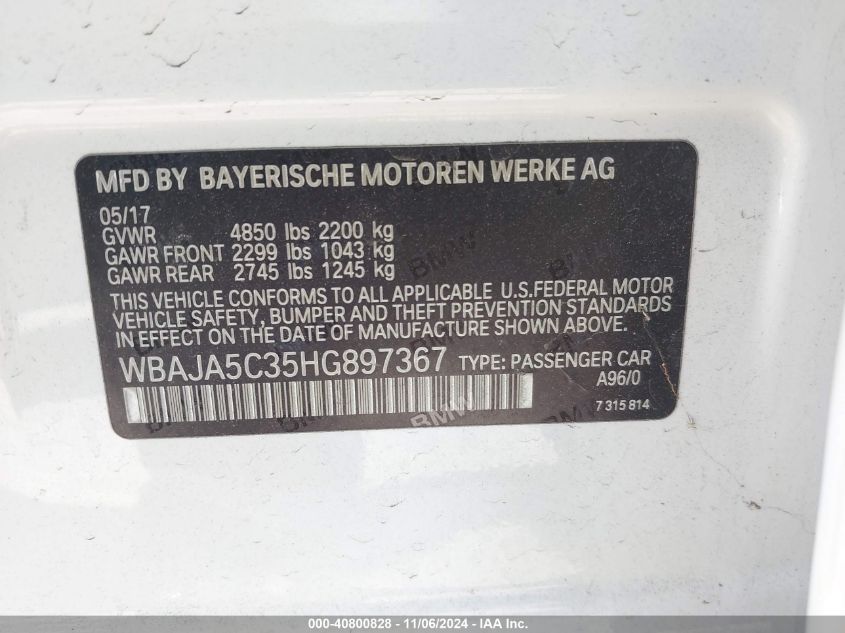 MFD BY BAYERISCHE MOTOREN WERKE AG
05/17
GVWR 4850 lbs 2200 kg
GAWR FRONT 2299 lbs 1043 kg
GAWR REAR 2745 lbs 1245 kg
THIS VEHICLE CONFORMS TO ALL APPLICABLE U.S.FEDERAL MOTOR
VEHICLE SAFETY, BUMPER AND THEFT PREVENTION STANDARDS
IN EFFECT ON THE DATE OF MANUFACTURE SHOWN ABOVE.
WBAJA5C35HG897367 TYPE: PASSENGER CAR
A96/0
7 315 814
BMW
BMW
000-40800828 - 11/06/2024 - IAA Inc.